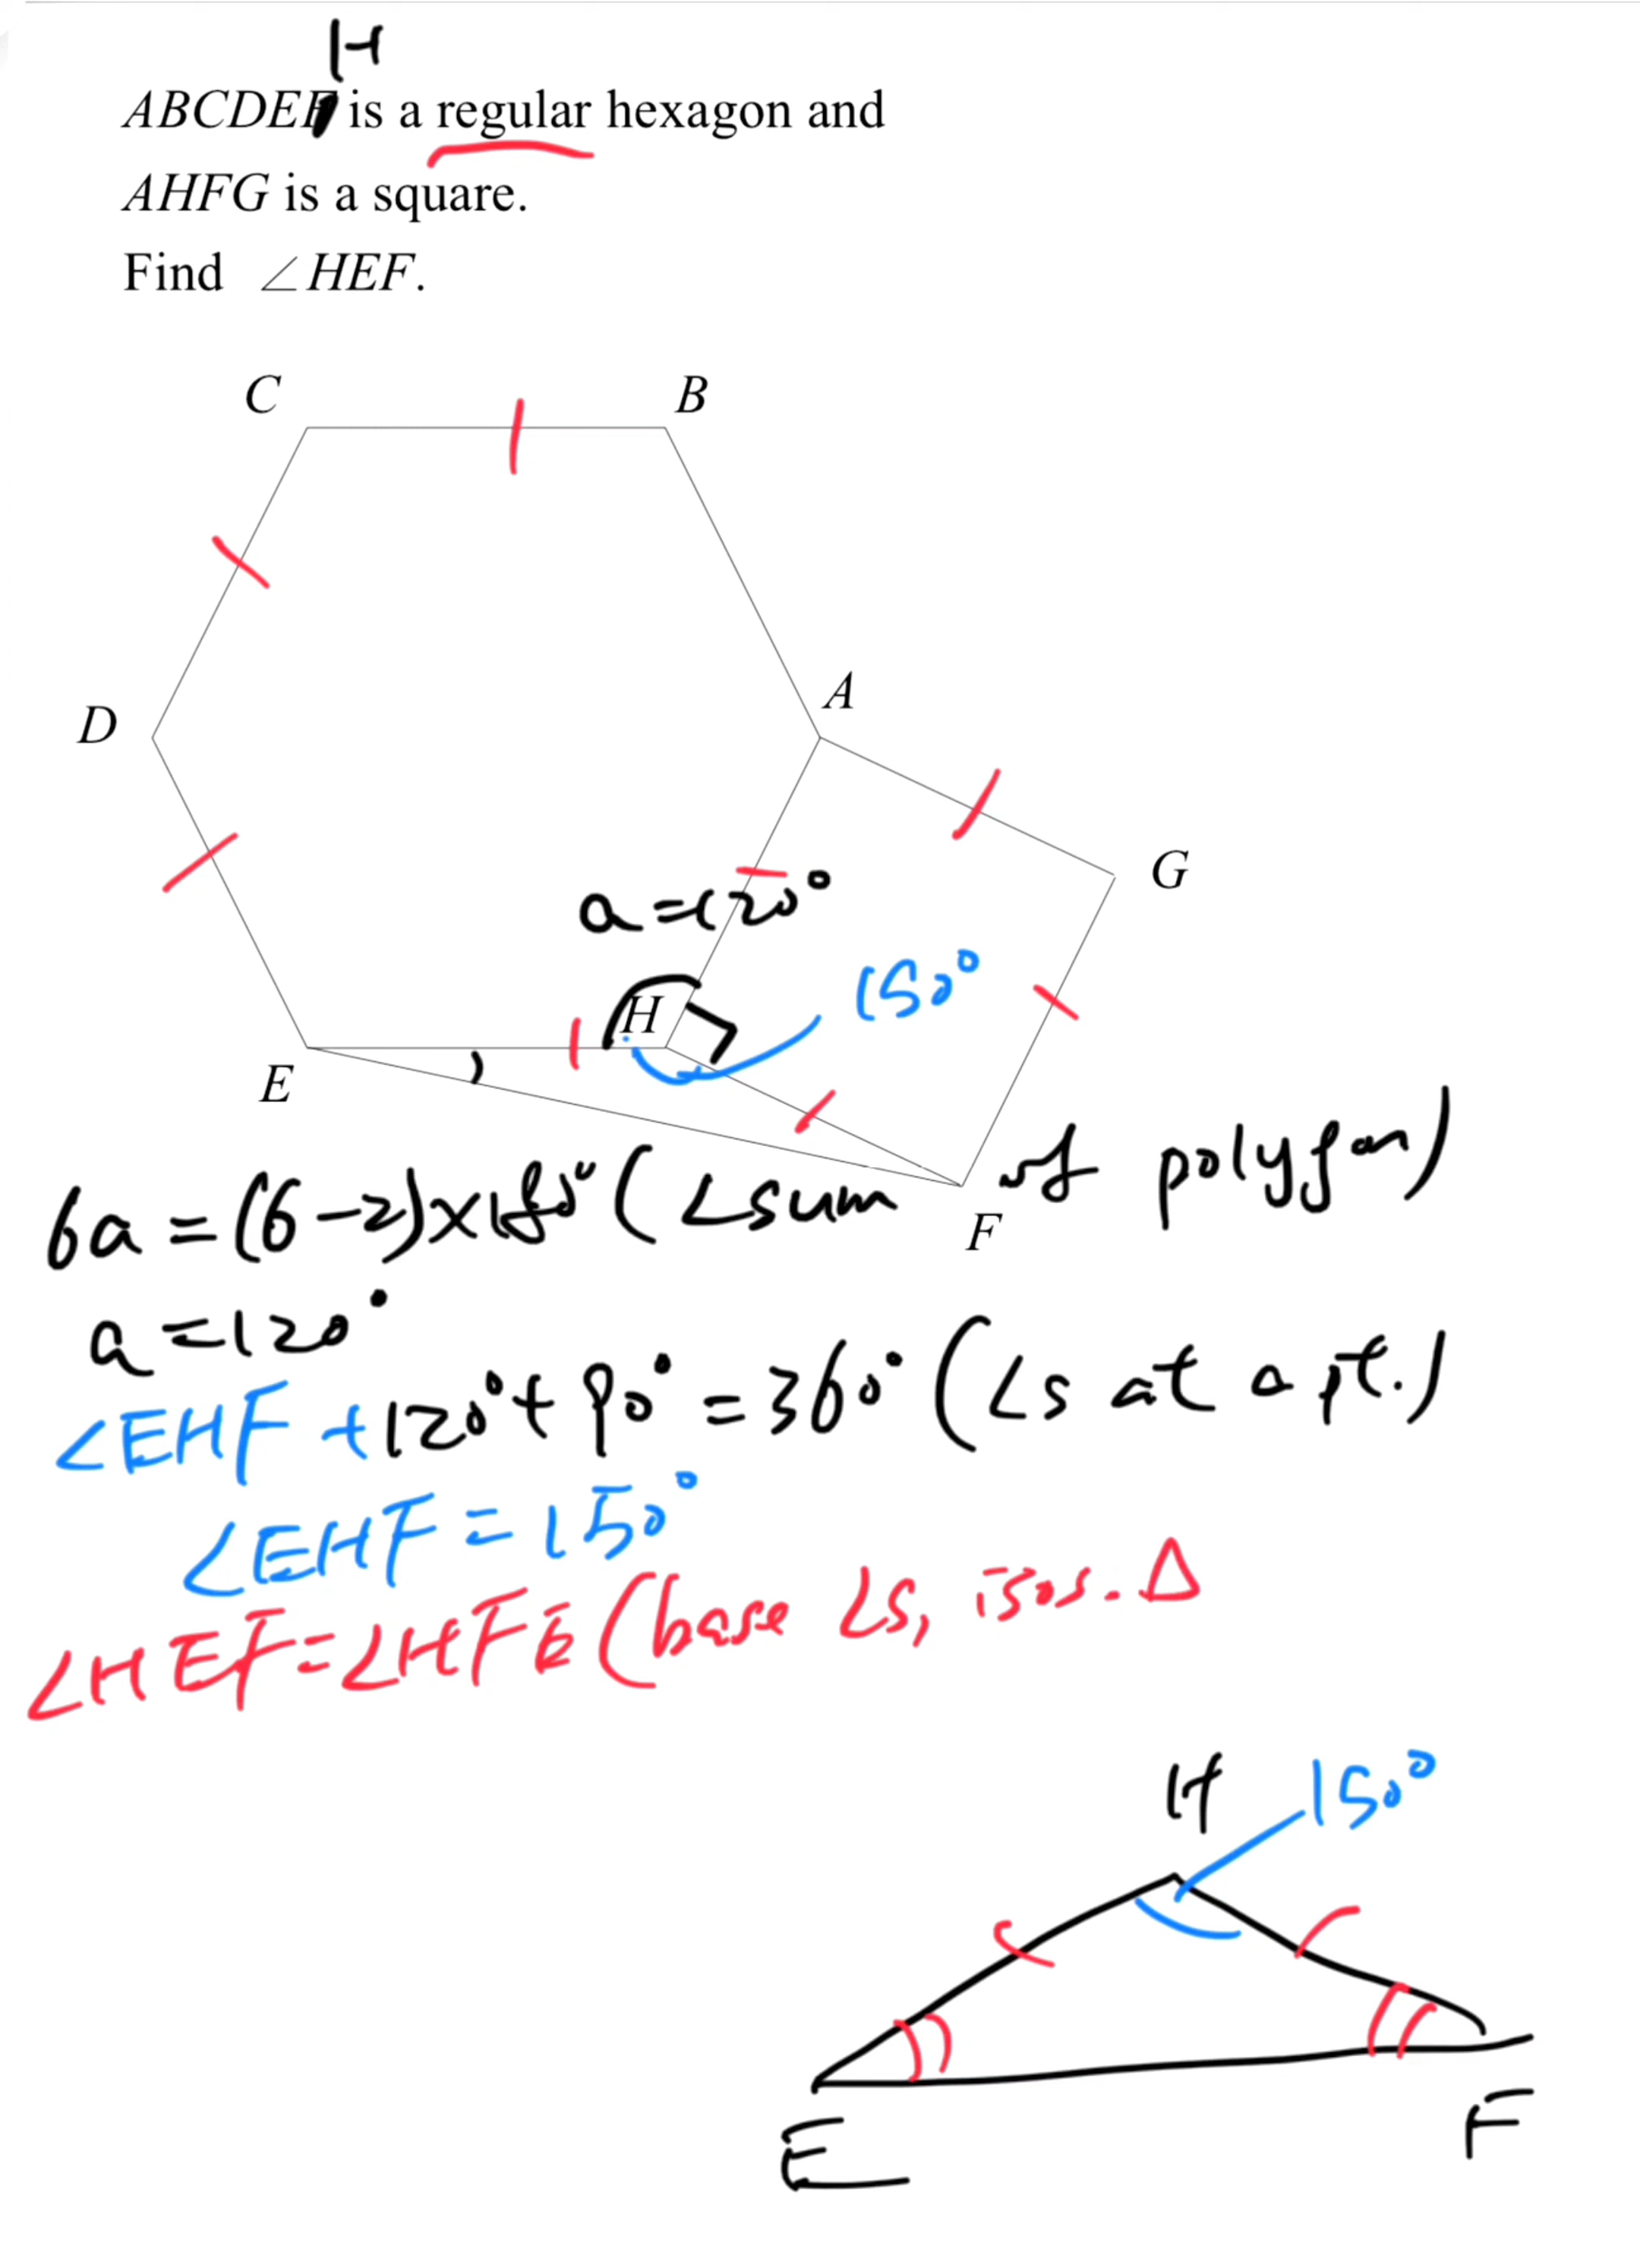 H
ABCDEF is a regular hexagon and
AHFG is a square.
Find ∠HEF.
C
B
A
D
G
a=120°
150°
H
E
F
6a=(6-2)×180°(∠sum of polygon)
a=120°
∠EHF+120°+90°=360°(∠s at a pt.)
∠EHF=150°
∠HEF=∠HFE(base ∠s, isos. Δ
H
150°
E
F